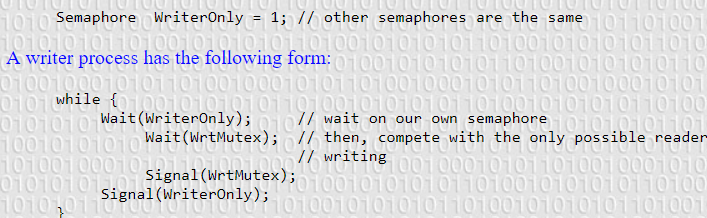 Semaphore  WriterOnly = 1; // other semaphores are the same
A writer process has the following form:
while {
Wait(WriterOnly);      // wait on our own semaphore
Wait(WrtMutex);  // then, compete with the only possible reader
// writing
Signal(WrtMutex);
Signal(WriterOnly);
}